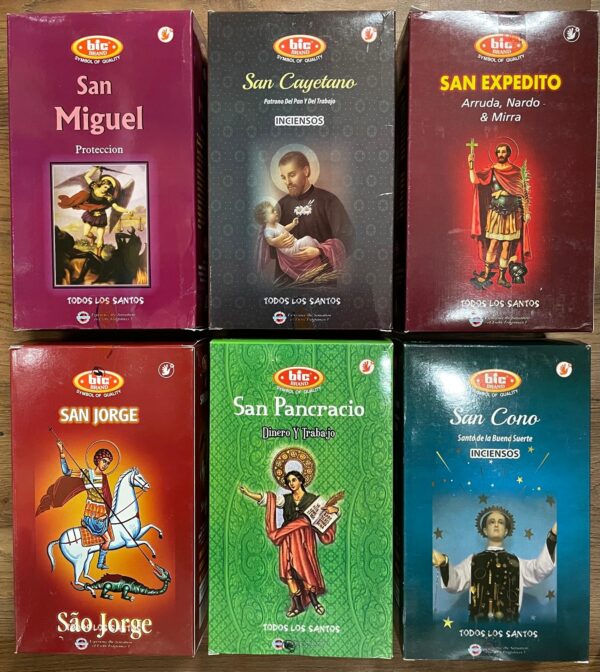 bic
BRAND
SYMBOL OF QUALITY
San
Miguel
Proteccion
TODOS LOS SANTOS
bic
BRAND
SYMBOL OF QUALITY
San Cayetano
Patrono Del Pan Y Del Trabajo
INCIENSOS
TODOS LOS SANTOS
bic
BRAND
SYMBOL OF QUALITY
SAN EXPEDITO
Arruda, Nardo
& Mirra
TODOS LOS SANTOS
bic
BRAND
SYMBOL OF QUALITY
SAN JORGE
São Jorge
TODOS LOS SANTOS
bic
BRAND
SYMBOL OF QUALITY
San Pancracio
Dinero Y Trabajo
TODOS LOS SANTOS
bic
BRAND
SYMBOL OF QUALITY
San Cono
Santo de la Buena Suerte
INCIENSOS
TODOS LOS SANTOS